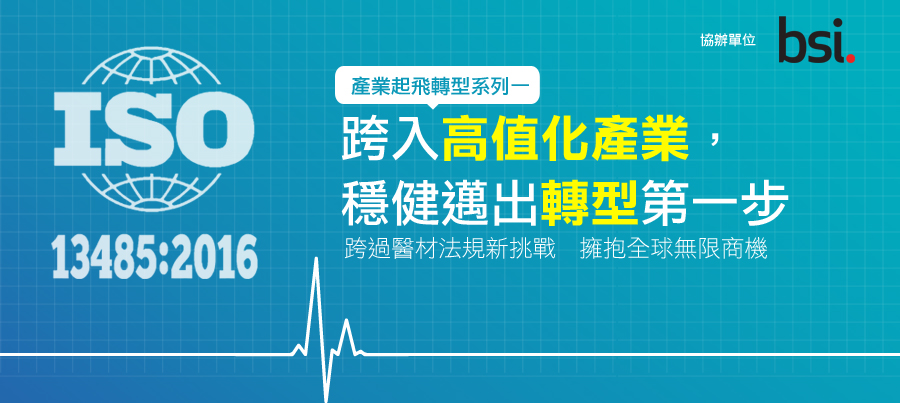 協辦單位
bsi.
ISO
13485:2016
產業起飛轉型系列一
跨入高值化產業，
穩健邁出轉型第一步
跨過醫材法規新挑戰　擁抱全球無限商機